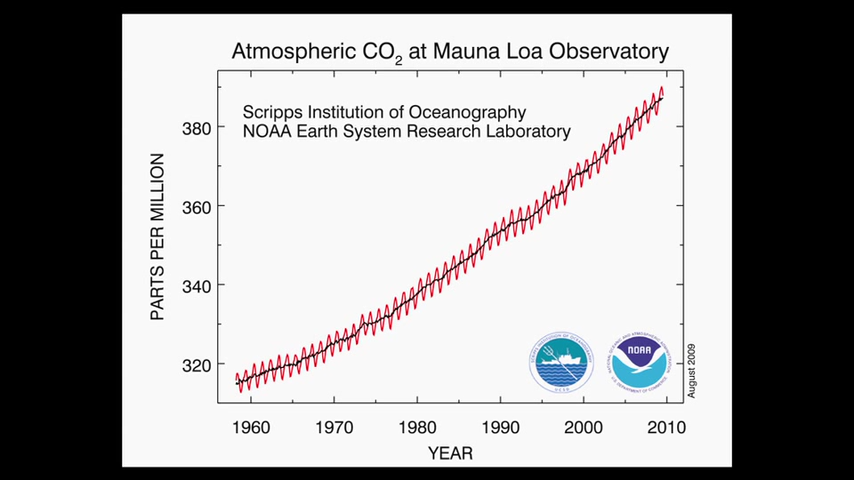 Atmospheric CO₂ at Mauna Loa Observatory
Scripps Institution of Oceanography
NOAA Earth System Research Laboratory
PARTS PER MILLION
380
360
340
320
1960 1970 1980 1990 2000 2010
YEAR
NOAA
August 2009